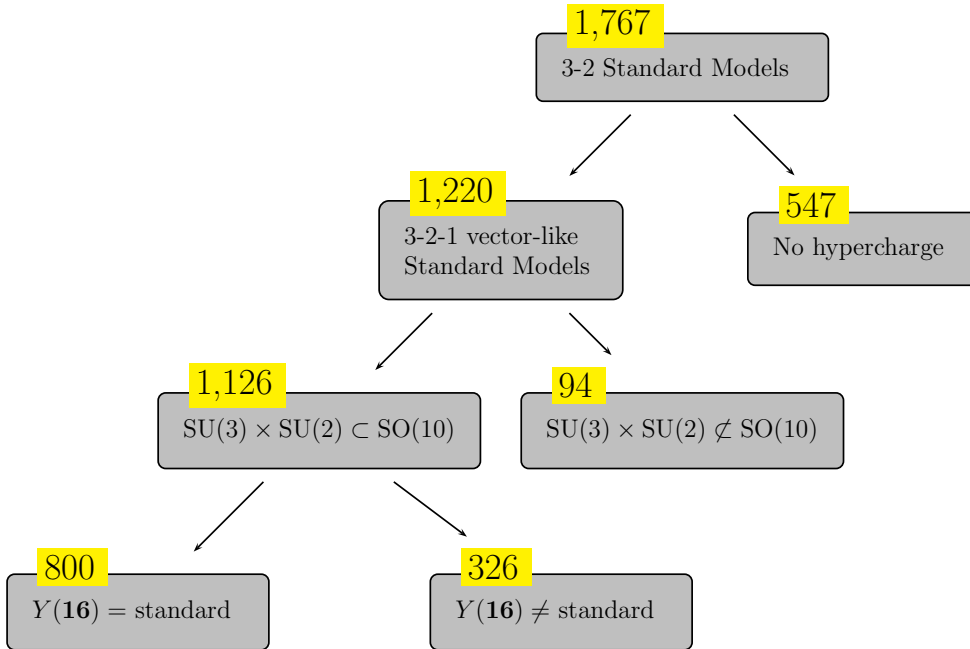 1,767
3-2 Standard Models
1,220
3-2-1 vector-like
Standard Models
547
No hypercharge
1,126
SU(3) × SU(2) ⊂ SO(10)
94
SU(3) × SU(2) ⊄ SO(10)
800
Y(16) = standard
326
Y(16) ≠ standard